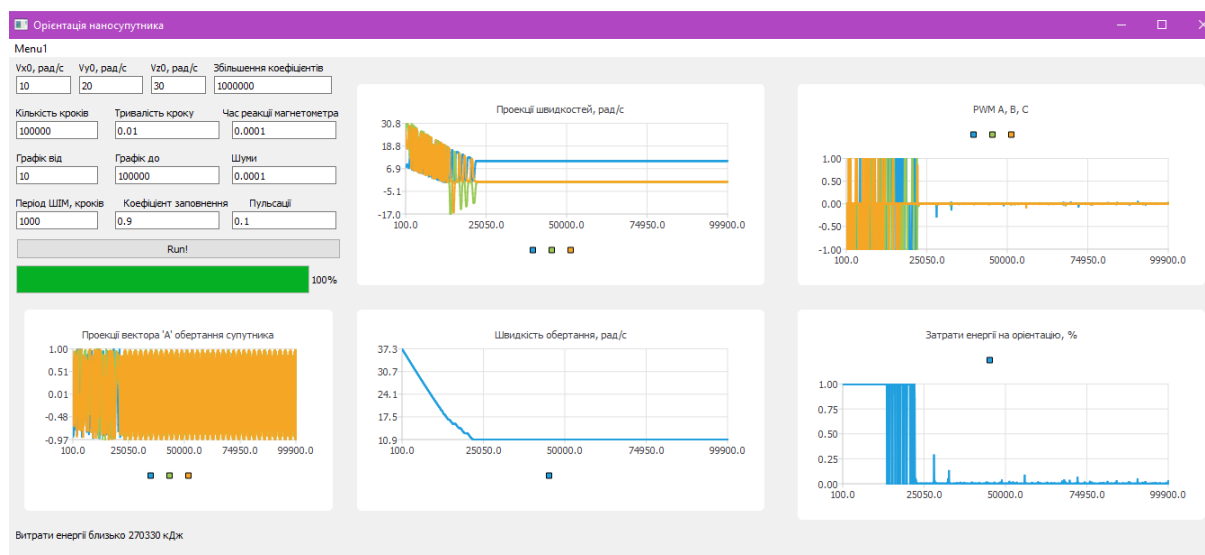 Орієнтація наносупутника
Menu1
Vx0, рад/с Vy0, рад/с Vz0, рад/с Збільшення коефіцієнтів
10 20 30 1000000
Кількість кроків Тривалість кроку Час реакції магнетометра
100000 0.01 0.0001
Графік від Графік до Шуми
10 100000 0.0001
Період ШІМ, кроків Коефіцієнт заповнення Пульсації
1000 0.9 0.1
Run!
100%
Проекції швидкостей, рад/с
30.8
18.8
6.9
-5.1
-17.0
100.0 25050.0 50000.0 74950.0 99900.0
PWM A, B, C
1.00
0.50
0.00
-0.50
-1.00
100.0 25050.0 50000.0 74950.0 99900.0
Проекції вектора 'А' обертання супутника
1.00
0.51
0.01
-0.48
-0.97
100.0 25050.0 50000.0 74950.0 99900.0
Швидкість обертання, рад/с
37.3
30.7
24.1
17.5
10.9
100.0 25050.0 50000.0 74950.0 99900.0
Затрати енергії на орієнтацію, %
1.00
0.75
0.50
0.25
0.00
100.0 25050.0 50000.0 74950.0 99900.0
Витрати енергії близько 270330 кДж